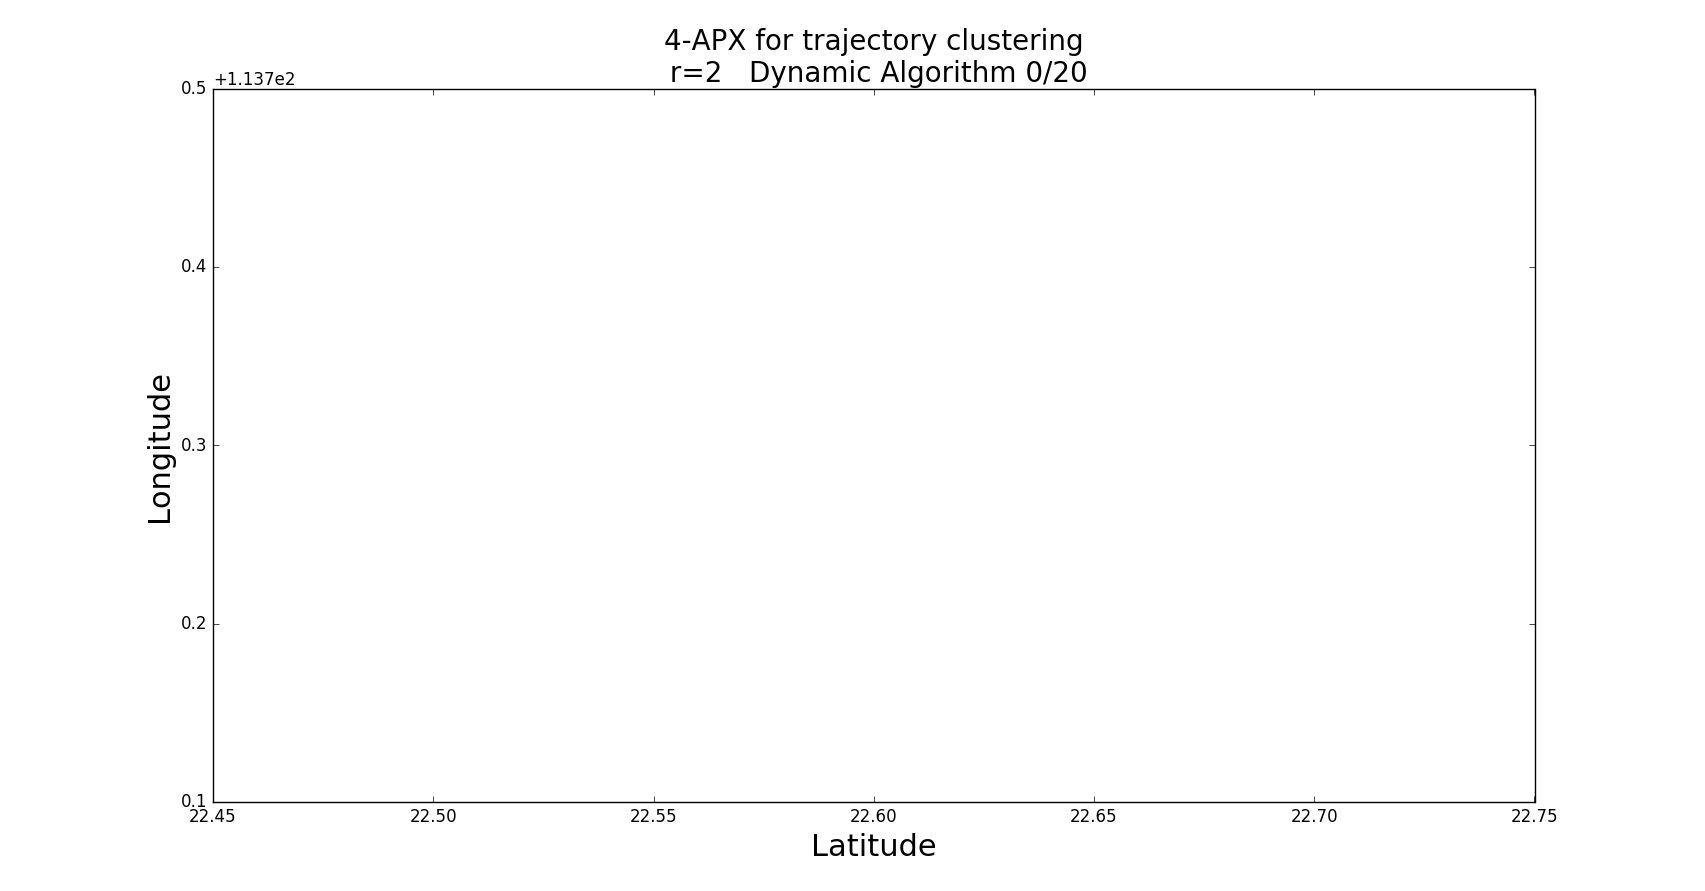 4-APX for trajectory clustering
r=2   Dynamic Algorithm 0/20
+1.137e2
0.5
0.4
0.3
0.2
0.1
Longitude
22.45 22.50 22.55 22.60 22.65 22.70 22.75
Latitude